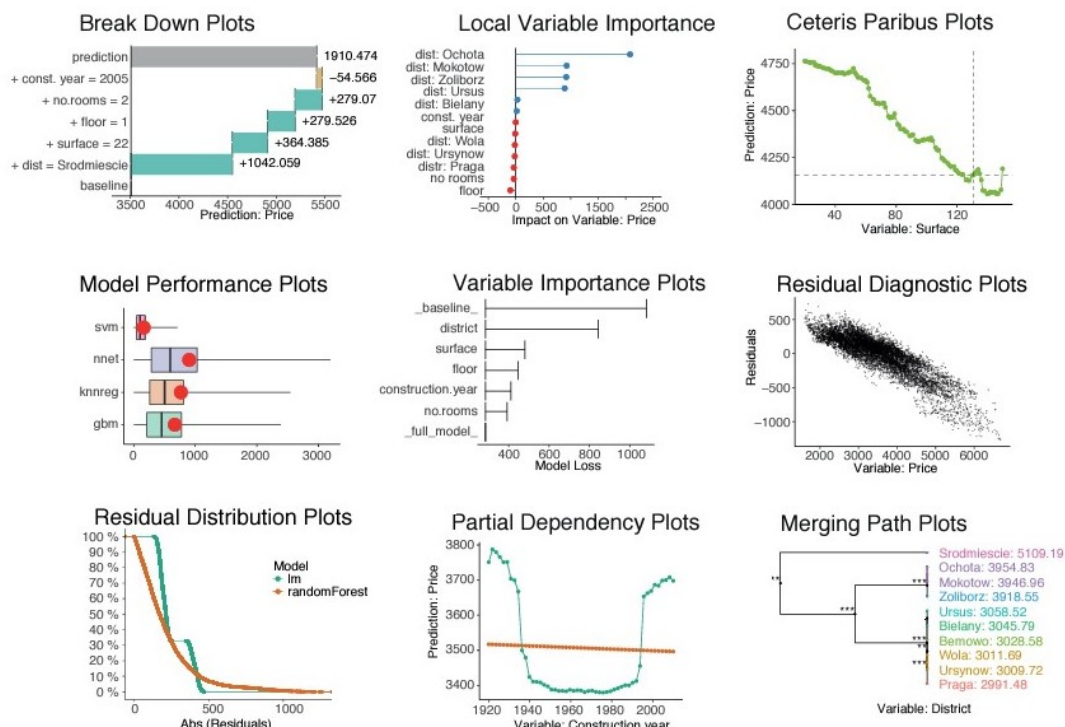 Break Down Plots
prediction
1910.474
+ const. year = 2005
−54.566
+ no.rooms = 2
+279.07
+ floor = 1
+279.526
+ surface = 22
+364.385
+ dist = Srodmiescie
+1042.059
baseline
3500 4000 4500 5000 5500
Prediction: Price
Local Variable Importance
dist: Ochota
dist: Mokotow
dist: Zoliborz
dist: Ursus
dist: Bielany
const. year
surface
dist: Wola
dist: Ursynow
distr: Praga
no rooms
floor
−500 0 500 1000 2000 2500
Impact on Variable: Price
Ceteris Paribus Plots
Prediction: Price
4750
4500
4250
4000
40 80 120
Variable: Surface
Model Performance Plots
svm
nnet
knnreg
gbm
0 1000 2000 3000
Variable Importance Plots
_baseline_
district
surface
floor
construction.year
no.rooms
_full_model_
400 600 800 1000
Model Loss
Residual Diagnostic Plots
Residuals
500
0
−500
−1000
2000 3000 4000 5000 6000
Variable: Price
Residual Distribution Plots
100 %
90 %
80 %
70 %
60 %
50 %
40 %
30 %
20 %
10 %
0 %
Model
lm
randomForest
0 500 1000
Abs (Residuals)
Partial Dependency Plots
Prediction: Price
3800
3700
3600
3500
3400
1920 1940 1960 1980 2000
Variable: Construction year
Merging Path Plots
Srodmiescie: 5109.19
Ochota: 3954.83
Mokotow: 3946.96
Zoliborz: 3918.55
Ursus: 3058.52
Bielany: 3045.79
Bemowo: 3028.58
Wola: 3011.69
Ursynow: 3009.72
Praga: 2991.48
**
***
***
***
***
Variable: District